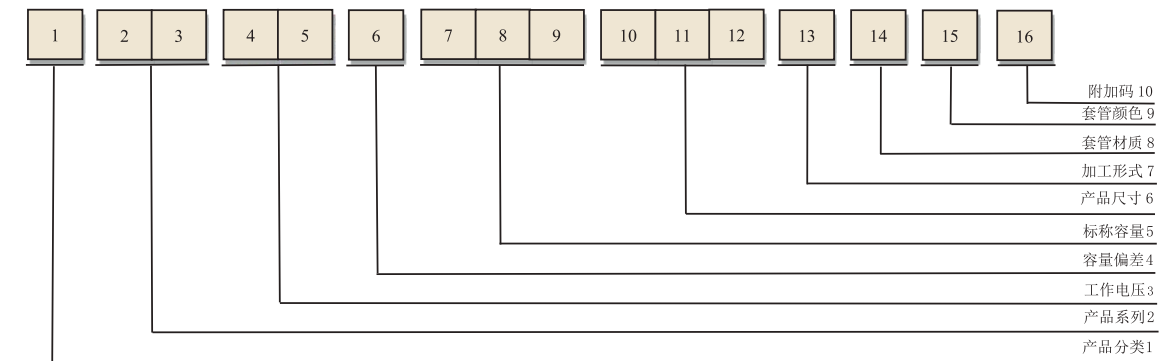 1 2 3 4 5 6 7 8 9 10 11 12 13 14 15 16
附加码 10
套管颜色 9
套管材质 8
加工形式 7
产品尺寸 6
标称容量5
容量偏差4
工作电压3
产品系列2
产品分类1